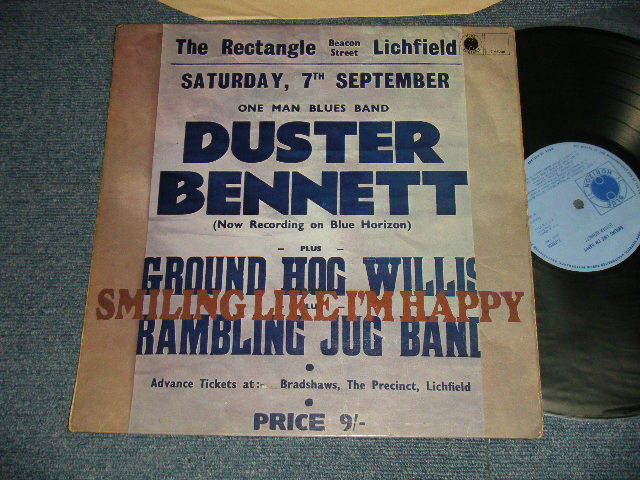 The Rectangle Beacon Street Lichfield
SATURDAY, 7TH SEPTEMBER
ONE MAN BLUES BAND
DUSTER
BENNETT
(Now Recording on Blue Horizon)
- PLUS -
GROUND HOG WILLIS
SMILING LIKE I'M HAPPY
RAMBLING JUG BAND
Advance Tickets at:- Bradshaws, The Precinct, Lichfield
PRICE 9/-
BLUE HORIZON